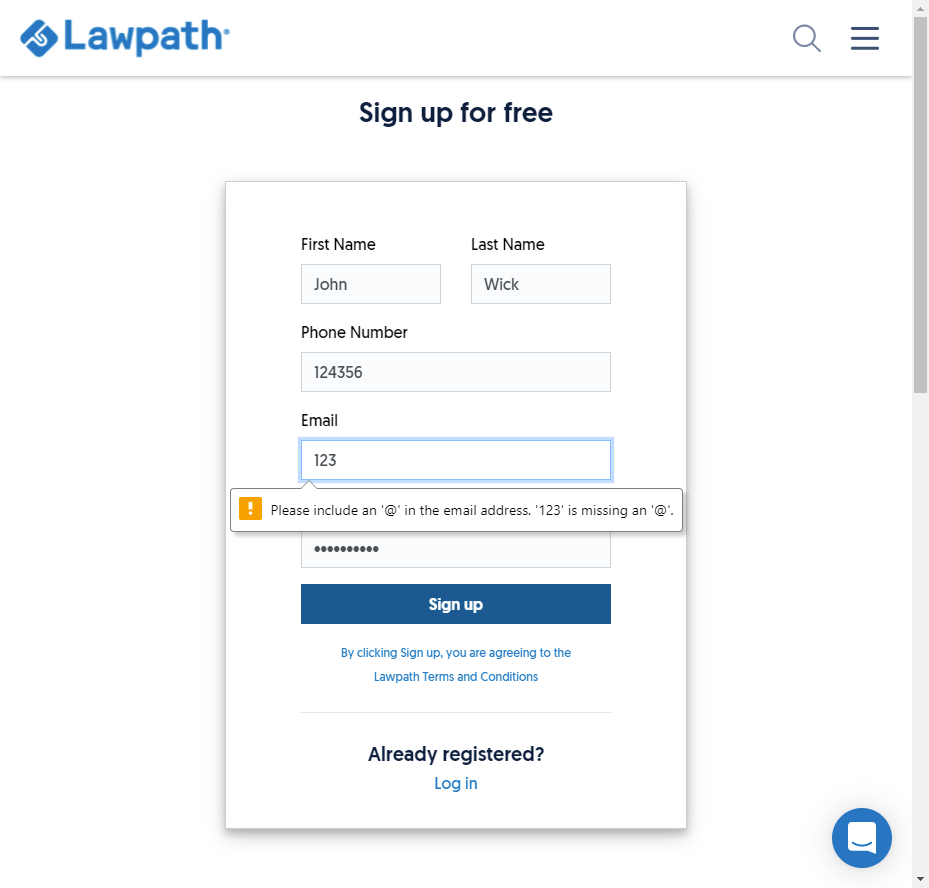 Lawpath
Sign up for free
First Name Last Name
John Wick
Phone Number
124356
Email
123
! Please include an '@' in the email address. '123' is missing an '@'.
••••••••••
Sign up
By clicking Sign up, you are agreeing to the
Lawpath Terms and Conditions
Already registered?
Log in